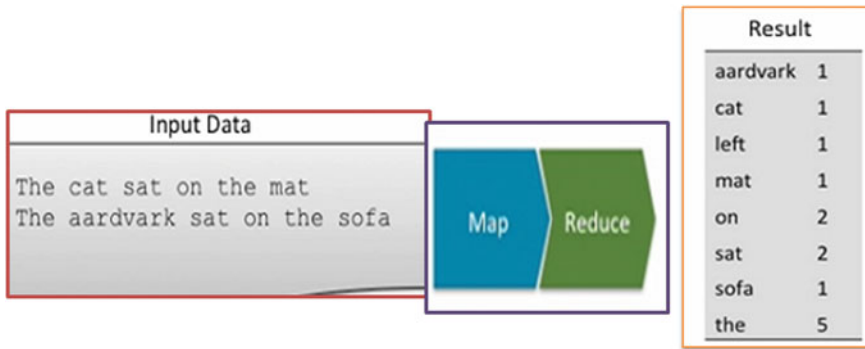 Input Data
The cat sat on the mat
The aardvark sat on the sofa
Map
Reduce
Result
aardvark 1
cat 1
left 1
mat 1
on 2
sat 2
sofa 1
the 5